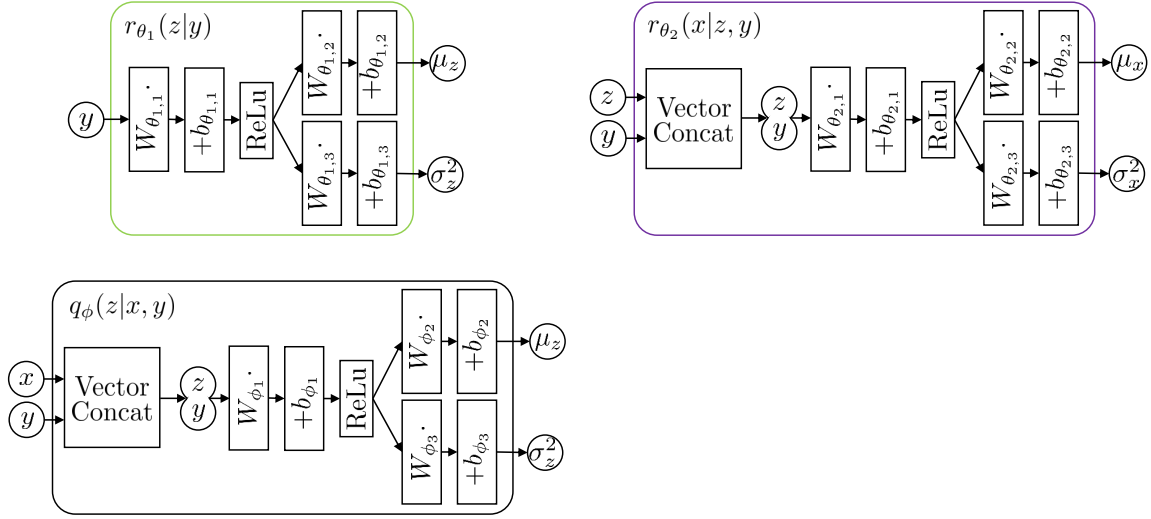 r_{θ_1}(z|y)
y
W_{θ_{1,1}}·
+b_{θ_{1,1}}
ReLu
W_{θ_{1,2}}·
+b_{θ_{1,2}}
μ_z
W_{θ_{1,3}}·
+b_{θ_{1,3}}
σ_z^2
r_{θ_2}(x|z, y)
z
y
Vector
Concat
z
y
W_{θ_{2,1}}·
+b_{θ_{2,1}}
ReLu
W_{θ_{2,2}}·
+b_{θ_{2,2}}
μ_x
W_{θ_{2,3}}·
+b_{θ_{2,3}}
σ_x^2
q_ϕ(z|x, y)
x
y
Vector
Concat
z
y
W_{ϕ_1}·
+b_{ϕ_1}
ReLu
W_{ϕ_2}·
+b_{ϕ_2}
μ_z
W_{ϕ_3}·
+b_{ϕ_3}
σ_z^2